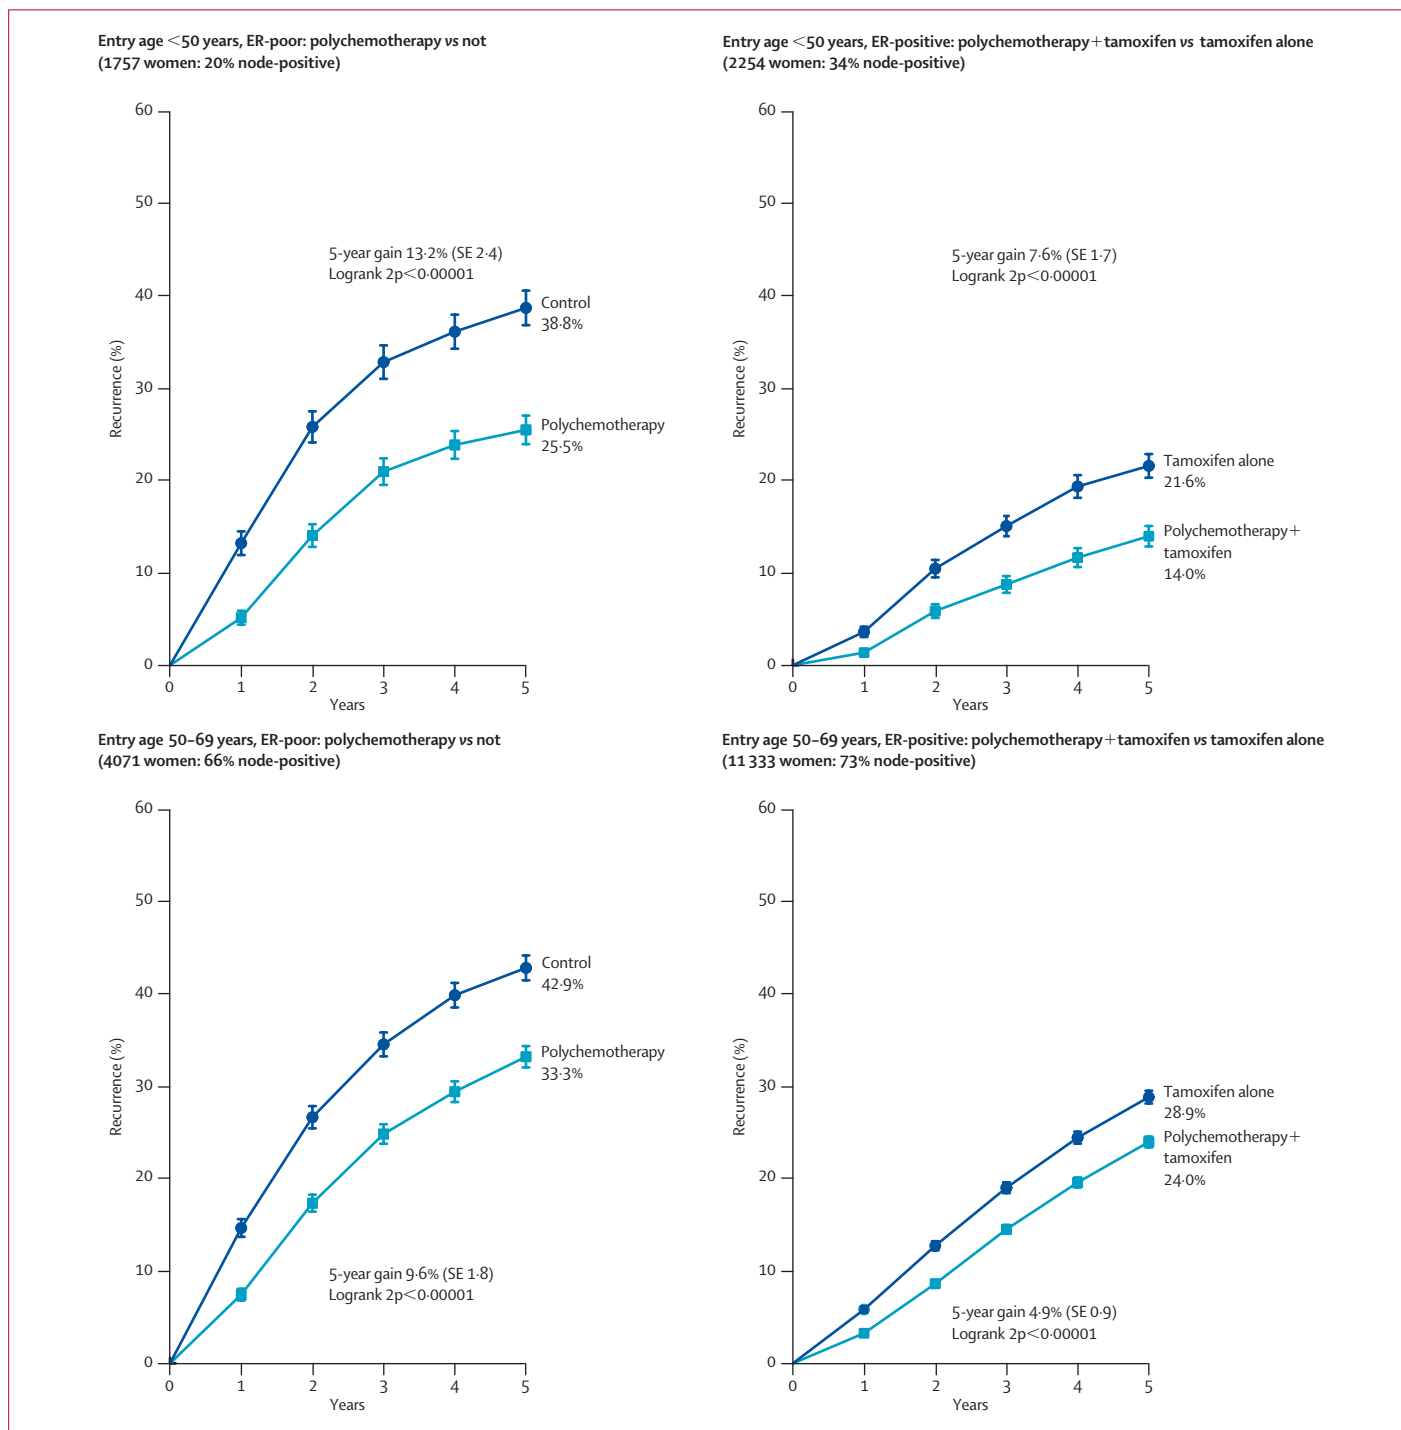 Entry age <50 years, ER-poor: polychemotherapy vs not
(1757 women: 20% node-positive)
60
50
40
30
20
10
0
Recurrence (%)
5-year gain 13·2% (SE 2·4)
Logrank 2p<0·00001
Control
38·8%
Polychemotherapy
25·5%
0
1
2
3
4
5
Years
Entry age <50 years, ER-positive: polychemotherapy+tamoxifen vs tamoxifen alone
(2254 women: 34% node-positive)
60
50
40
30
20
10
0
Recurrence (%)
5-year gain 7·6% (SE 1·7)
Logrank 2p<0·00001
Tamoxifen alone
21·6%
Polychemotherapy+
tamoxifen
14·0%
0
1
2
3
4
5
Years
Entry age 50–69 years, ER-poor: polychemotherapy vs not
(4071 women: 66% node-positive)
60
50
40
30
20
10
0
Recurrence (%)
Control
42·9%
Polychemotherapy
33·3%
5-year gain 9·6% (SE 1·8)
Logrank 2p<0·00001
0
1
2
3
4
5
Years
Entry age 50–69 years, ER-positive: polychemotherapy+tamoxifen vs tamoxifen alone
(11 333 women: 73% node-positive)
60
50
40
30
20
10
0
Recurrence (%)
Tamoxifen alone
28·9%
Polychemotherapy+
tamoxifen
24·0%
5-year gain 4·9% (SE 0·9)
Logrank 2p<0·00001
0
1
2
3
4
5
Years